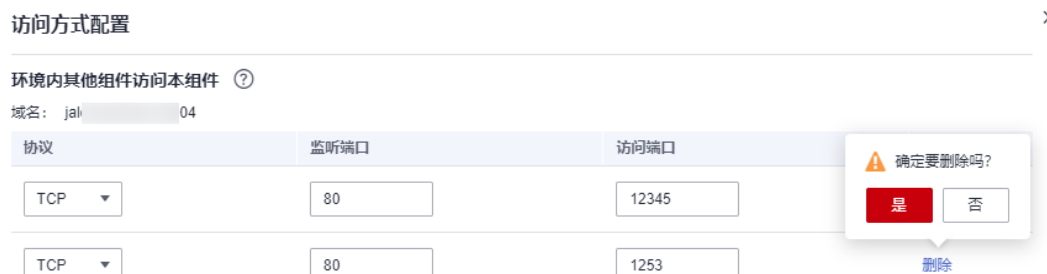 访问方式配置
环境内其他组件访问本组件 ?
域名： jal 04
协议 监听端口 访问端口
确定要删除吗?
是 否
TCP 80 12345
TCP 80 1253 删除